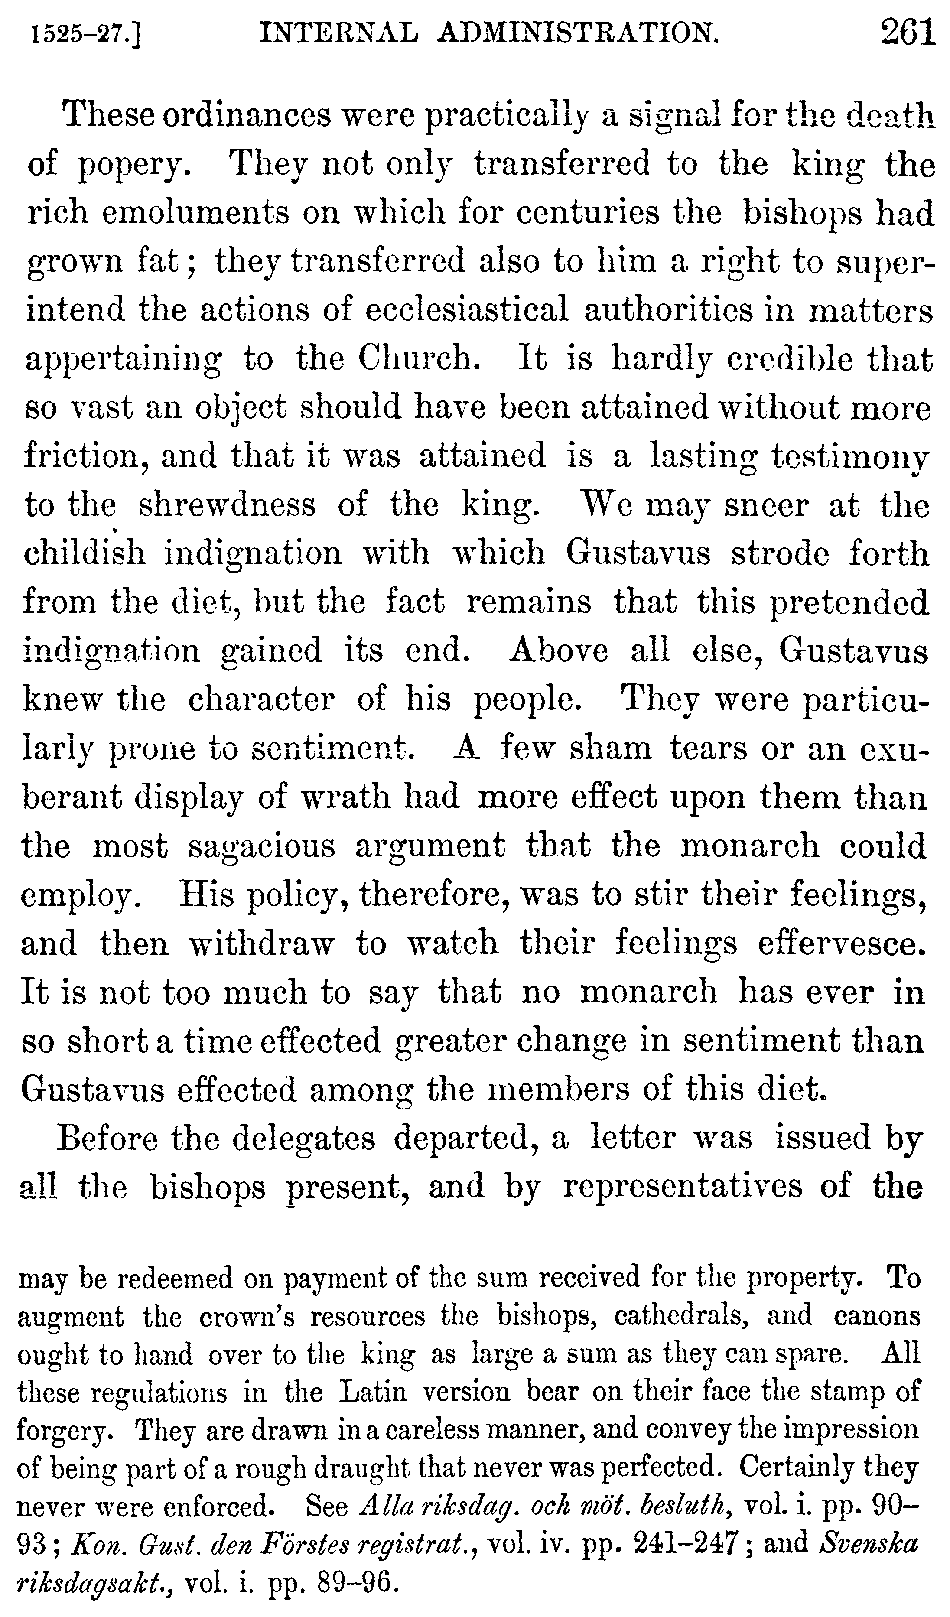 1525–27.] INTERNAL ADMINISTRATION. 261
These ordinances were practically a signal for the death
of popery. They not only transferred to the king the
rich emoluments on which for centuries the bishops had
grown fat; they transferred also to him a right to super-
intend the actions of ecclesiastical authorities in matters
appertaining to the Church. It is hardly credible that
so vast an object should have been attained without more
friction, and that it was attained is a lasting testimony
to the shrewdness of the king. We may sneer at the
childish indignation with which Gustavus strode forth
from the diet, but the fact remains that this pretended
indignation gained its end. Above all else, Gustavus
knew the character of his people. They were particu-
larly prone to sentiment. A few sham tears or an exu-
berant display of wrath had more effect upon them than
the most sagacious argument that the monarch could
employ. His policy, therefore, was to stir their feelings,
and then withdraw to watch their feelings effervesce.
It is not too much to say that no monarch has ever in
so short a time effected greater change in sentiment than
Gustavus effected among the members of this diet.
Before the delegates departed, a letter was issued by
all the bishops present, and by representatives of the
may be redeemed on payment of the sum received for the property. To
augment the crown's resources the bishops, cathedrals, and canons
ought to hand over to the king as large a sum as they can spare. All
these regulations in the Latin version bear on their face the stamp of
forgery. They are drawn in a careless manner, and convey the impression
of being part of a rough draught that never was perfected. Certainly they
never were enforced. See Alla riksdag. och möt. besluth, vol. i. pp. 90–
93; Kon. Gust. den Förstes registrat., vol. iv. pp. 241–247; and Svenska
riksdagsakt., vol. i. pp. 89–96.